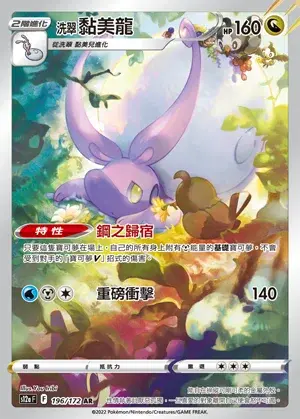 2階進化
洗翠 黏美龍
HP 160
從洗翠 黏美兒進化
特性 鋼之歸宿
只要這隻寶可夢在場上，自己的所有身上附有能量的基礎寶可夢，不會
受到對手的「寶可夢V」招式的傷害。
重磅衝擊 140
弱點 抵抗力 撤退
s12a F F 196/172 AR
©2022 Pokémon/Nintendo/Creatures/GAME FREAK.